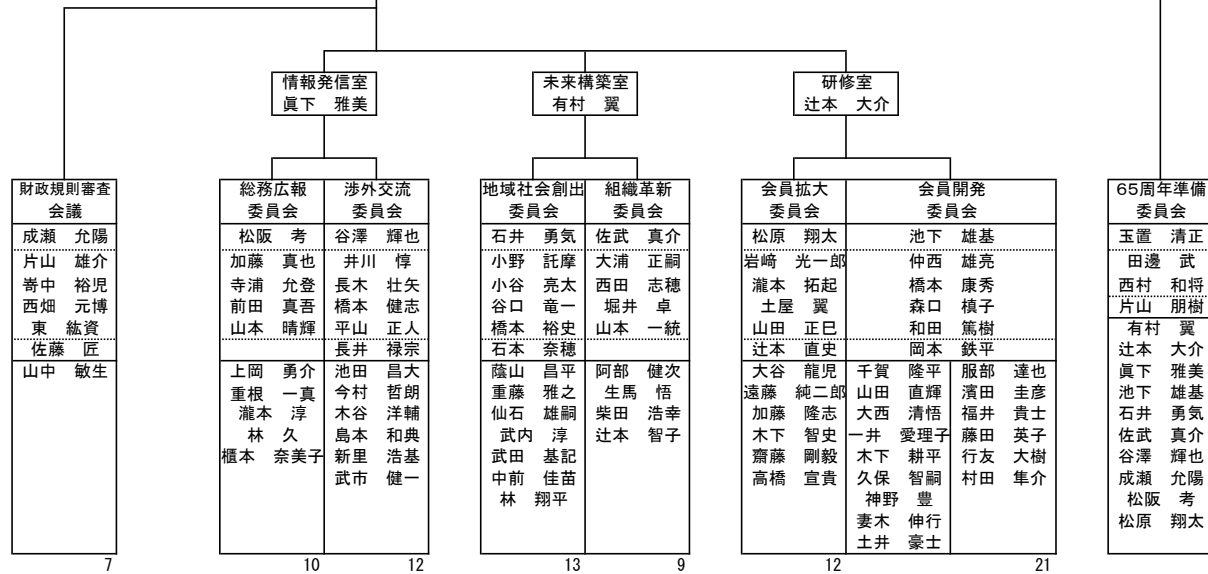 情報発信室
眞下　雅美
未来構築室
有村　翼
研修室
辻本　大介
財政規則審査
会議
成瀬　允陽
片山　雄介
嵜中　裕児
西畑　元博
東　紘資
佐藤　匠
山中　敏生
7
総務広報
委員会
松阪　考
加藤　真也
寺浦　允登
前田　真吾
山本　晴輝
上岡　勇介
重根　一真
瀧本　淳
林　久
櫃本　奈美子
10
渉外交流
委員会
谷澤　輝也
井川　惇
長木　壮矢
橋本　健志
平山　正人
長井　禄宗
池田　昌大
今村　哲朗
木谷　洋輔
島本　和典
新里　浩基
武市　健一
12
地域社会創出
委員会
石井　勇気
小野　託摩
小谷　亮太
谷口　竜一
橋本　裕史
石本　奈穂
蔭山　昌平
重藤　雅之
仙石　雄嗣
武内　淳
武田　基記
中前　佳苗
林　翔平
13
組織革新
委員会
佐武　真介
大浦　正嗣
西田　志穂
堀井　卓
山本　一統
阿部　健次
生馬　悟
柴田　浩幸
辻本　智子
9
会員拡大
委員会
松原　翔太
岩﨑　光一郎
瀧本　拓起
土屋　翼
山田　正巳
辻本　直史
大谷　龍児
遠藤　純二郎
加藤　隆志
木下　智史
齋藤　剛毅
高橋　宣貴
12
会員開発
委員会
池下　雄基
仲西　雄亮
橋本　康秀
森口　槙子
和田　篤樹
岡本　鉄平
千賀　隆平
山田　直輝
大西　清悟
一井　愛理子
木下　耕平
久保　智嗣
神野　豊
妻木　伸行
土井　豪士
服部　達也
濱田　圭彦
福井　貴士
藤田　英子
行友　大樹
村田　隼介
21
65周年準備
委員会
玉置　清正
田邊　武
西村　和将
片山　朋樹
有村　翼
辻本　大介
眞下　雅美
池下　雄基
石井　勇気
佐武　真介
谷澤　輝也
成瀬　允陽
松阪　考
松原　翔太